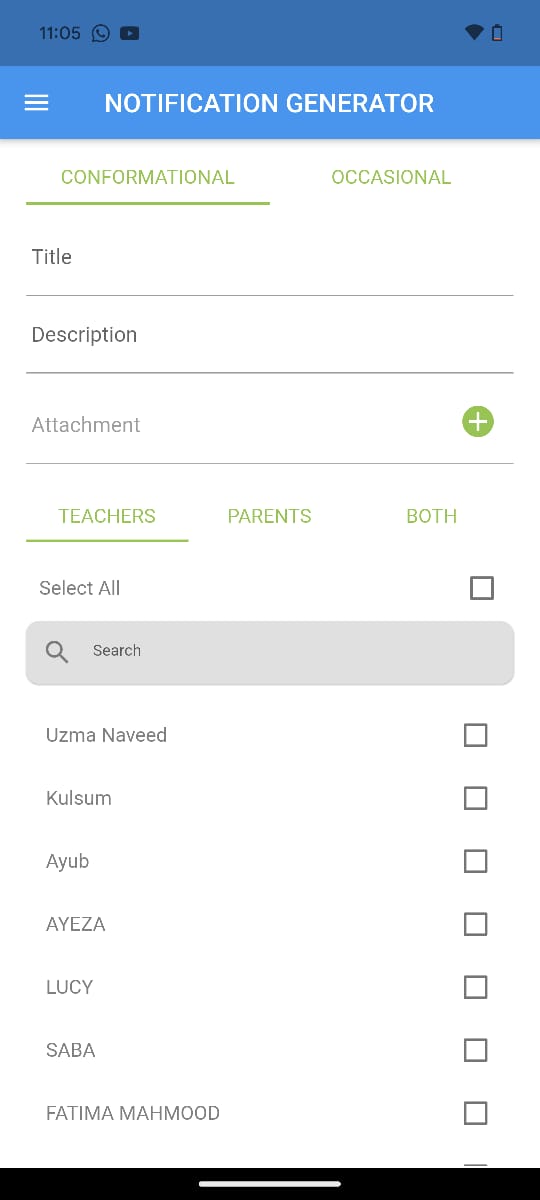 11:05
NOTIFICATION GENERATOR
CONFORMATIONAL OCCASIONAL
Title
Description
Attachment
TEACHERS PARENTS BOTH
Select All
Search
Uzma Naveed
Kulsum
Ayub
AYEZA
LUCY
SABA
FATIMA MAHMOOD